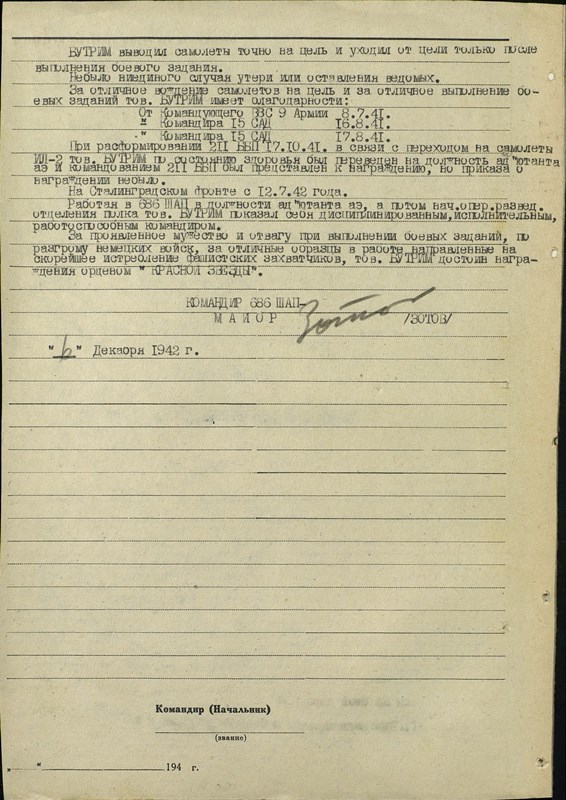 БУТРИМ выводил самолеты точно на цель и уходил от цели только после
выполнения боевого задания.
Небыло ниединого случая утери или оставления ведомых.
За отличное вождение самолетов на цель и за отличное выполнение бо-
евых заданий тов. БУТРИМ имеет благодарности:
От Командующего ВВС 9 Армии 8.7.41.
" Командира 15 САД 16.8.41.
" Командира 15 САД 17.8.41.
При расформировании 211 ББП 17.10.41. в связи с переходом на самолеты
ИЛ-2 тов. БУТРИМ по состоянию здоровья был переведен на должность ад"ютанта
аэ и командованием 211 ББП был представлен к награждению, но приказа о
награждении небыло.
На Сталинградском фронте с 12.7.42 года.
Работая в 686 ШАП в должности ад"ютанта аэ, а потом нач.опер.развед.
отделения полка тов. БУТРИМ показал себя дисциплинированным,исполнительным,
работоспособным командиром.
За проявленное мужество и отвагу при выполнении боевых заданий, по
разгрому немецких войск, за отличные образцы в работе направленные на
скорейшее истребление фашистских захватчиков, тов. БУТРИМ достоин награ-
ждения орденом " КРАСНОЙ ЗВЕЗДЫ".
КОМАНДИР 686 ШАП-
МАЙОР Зотов /ЗОТОВ/
"6" Декабря 1942 г.
Командир (Начальник)
(звание)
„ " 194 г.